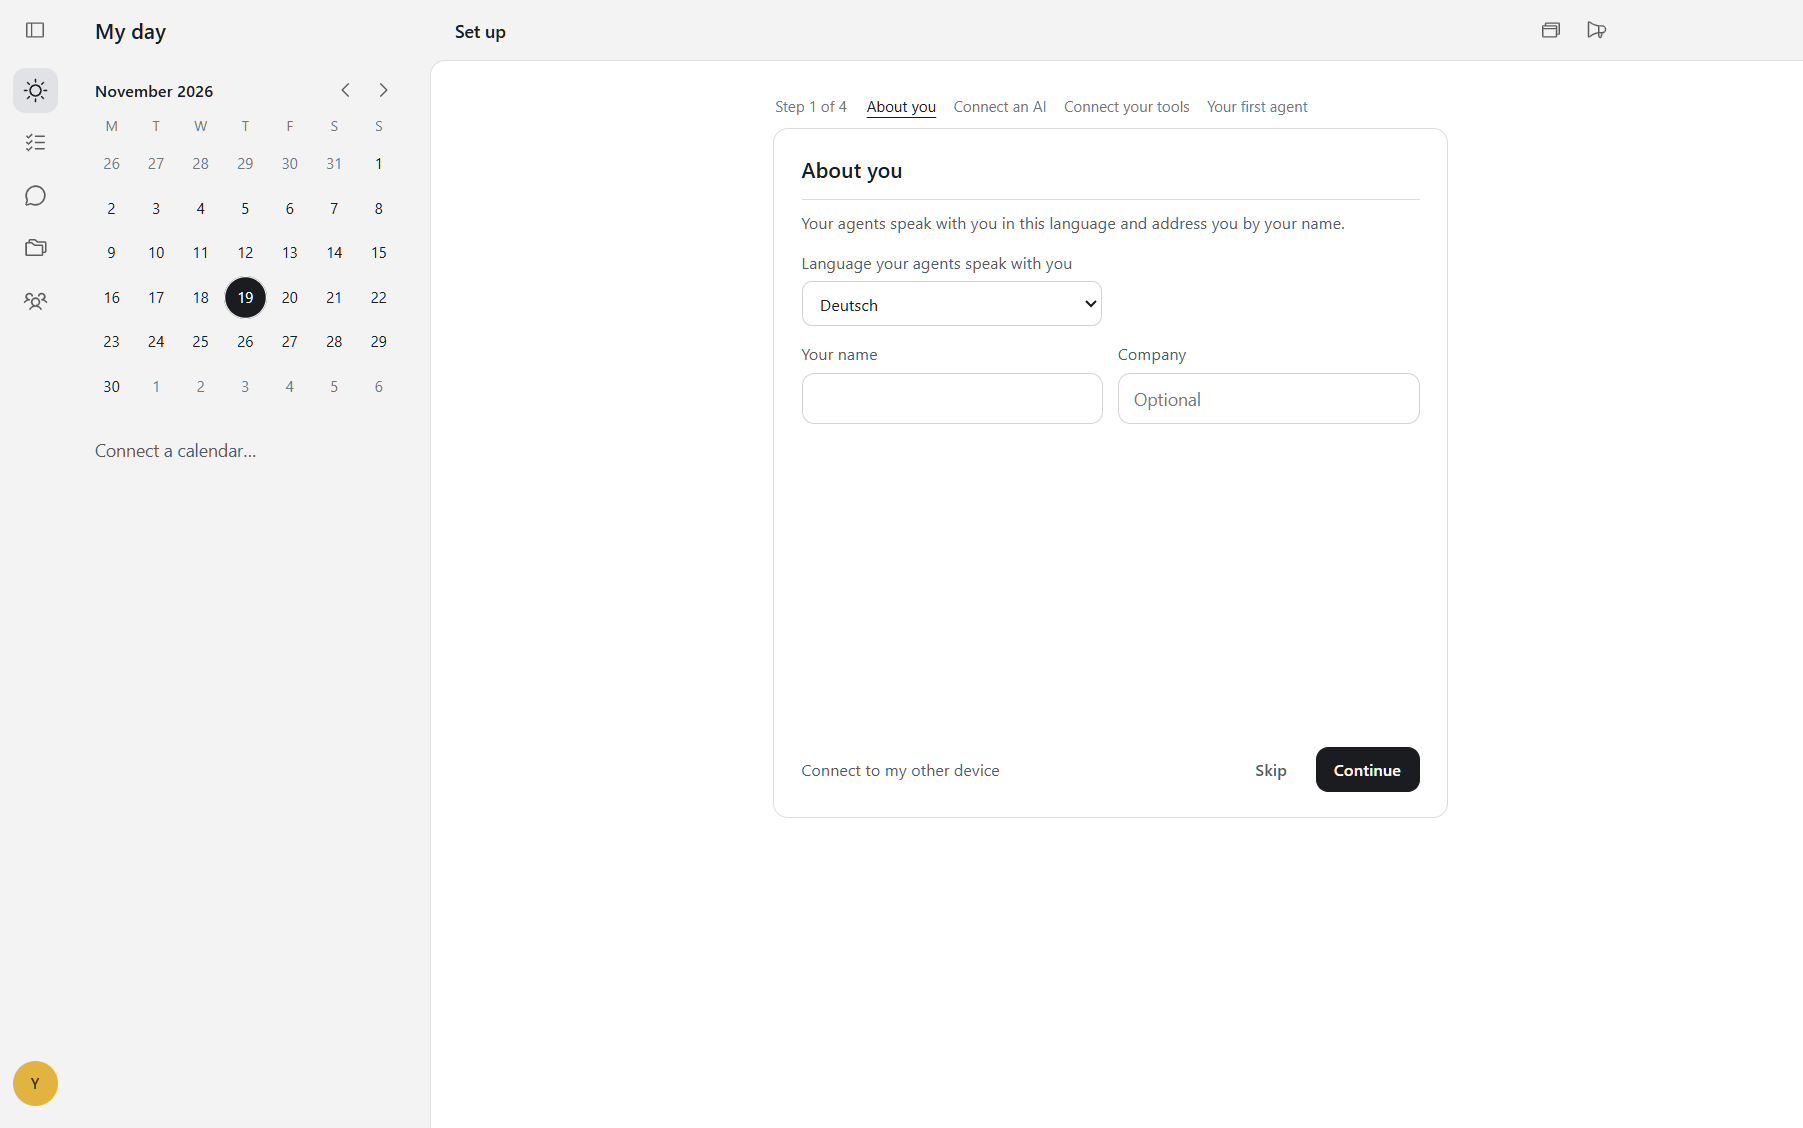 My day
Set up
November 2026
M T W T F S S
26 27 28 29 30 31 1
2 3 4 5 6 7 8
9 10 11 12 13 14 15
16 17 18 19 20 21 22
23 24 25 26 27 28 29
30 1 2 3 4 5 6
Connect a calendar...
Step 1 of 4 About you Connect an AI Connect your tools Your first agent
About you
Your agents speak with you in this language and address you by your name.
Language your agents speak with you
Deutsch
Your name Company
Optional
Connect to my other device Skip Continue
Y